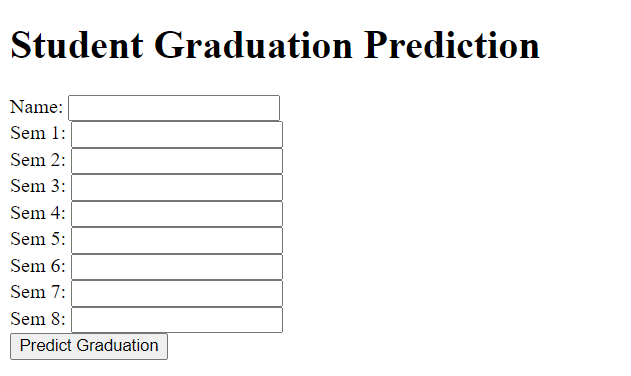 Student Graduation Prediction
Name:
Sem 1:
Sem 2:
Sem 3:
Sem 4:
Sem 5:
Sem 6:
Sem 7:
Sem 8:
Predict Graduation